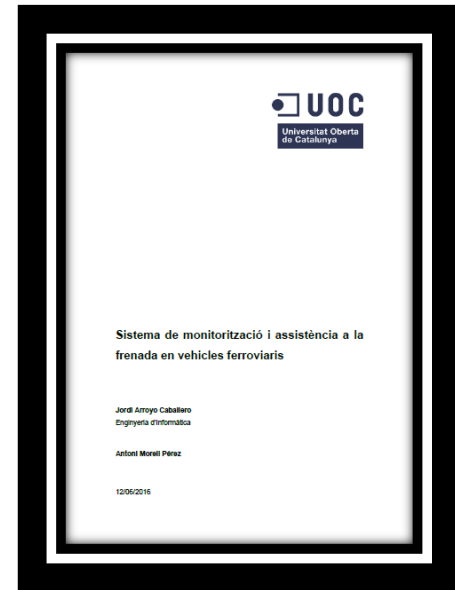 UOC
Universitat Oberta
de Catalunya
Sistema de monitorització i assistència a la
frenada en vehicles ferroviaris
Jordi Arroyo Caballero
Enginyeria d'Informàtica
Antoni Morell Pérez
12/06/2016